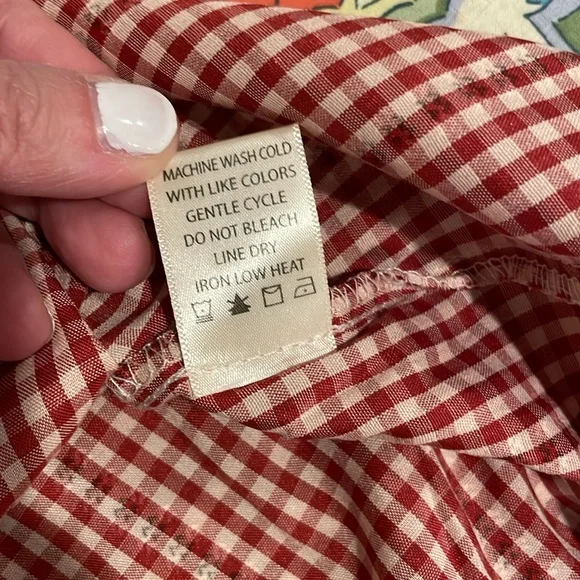 MACHINE WASH COLD
WITH LIKE COLORS
GENTLE CYCLE
DO NOT BLEACH
LINE DRY
IRON LOW HEAT